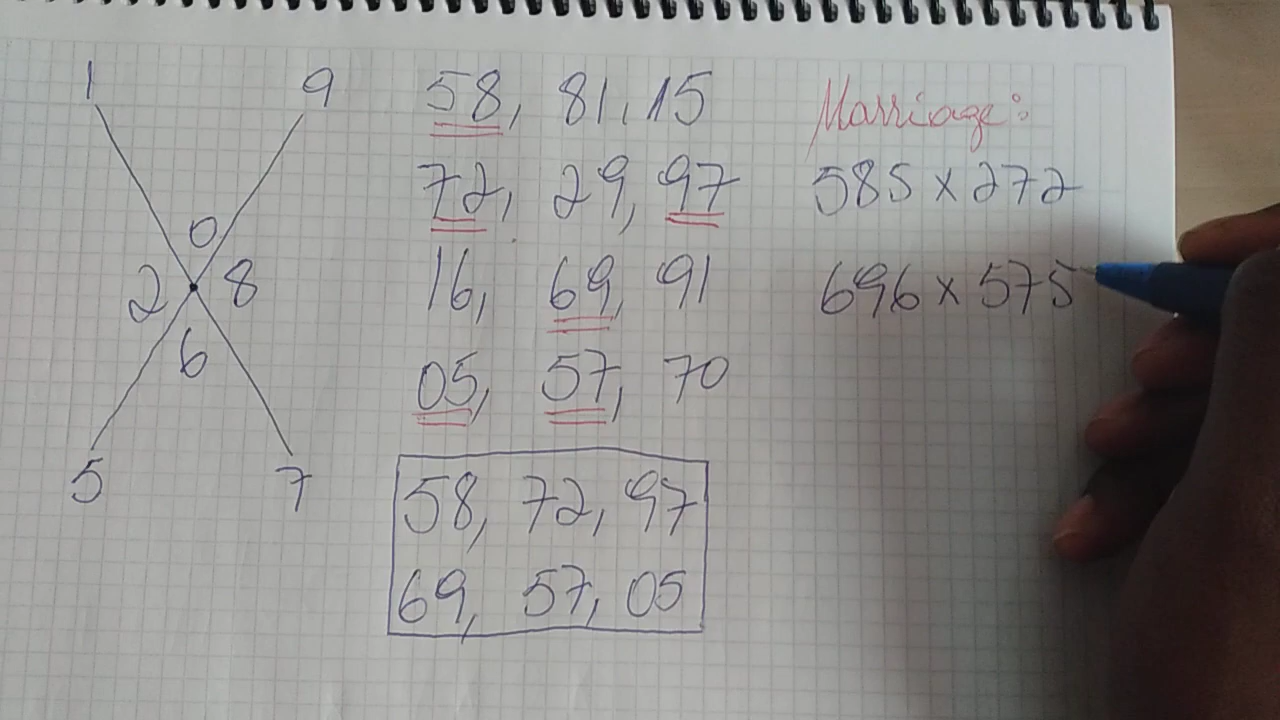 1 9
0
2 8
6
5 7
58, 81, 15
72, 29, 97
16, 69, 91
05, 57, 70
58, 72, 97
69, 57, 05
Marriage:
585 x 272
696 x 575